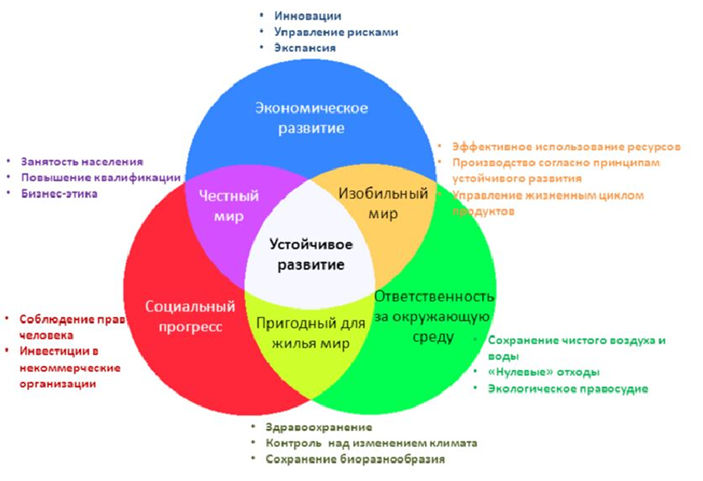 • Инновации
• Управление рисками
• Экспансия
Экономическое
развитие
• Эффективное использование ресурсов
• Производство согласно принципам
устойчивого развития
• Управление жизненным циклом
продуктов
• Занятость населения
• Повышение квалификации
• Бизнес-этика
Честный
мир
Изобильный
мир
Устойчивое
развитие
Социальный
прогресс
Пригодный для
жилья мир
Ответственность
за окружающую
среду
• Соблюдение прав
человека
• Инвестиции в
некоммерческие
организации
• Сохранение чистого воздуха и
воды
• «Нулевые» отходы
• Экологическое правосудие
• Здравоохранение
• Контроль над изменением климата
• Сохранение биоразнообразия